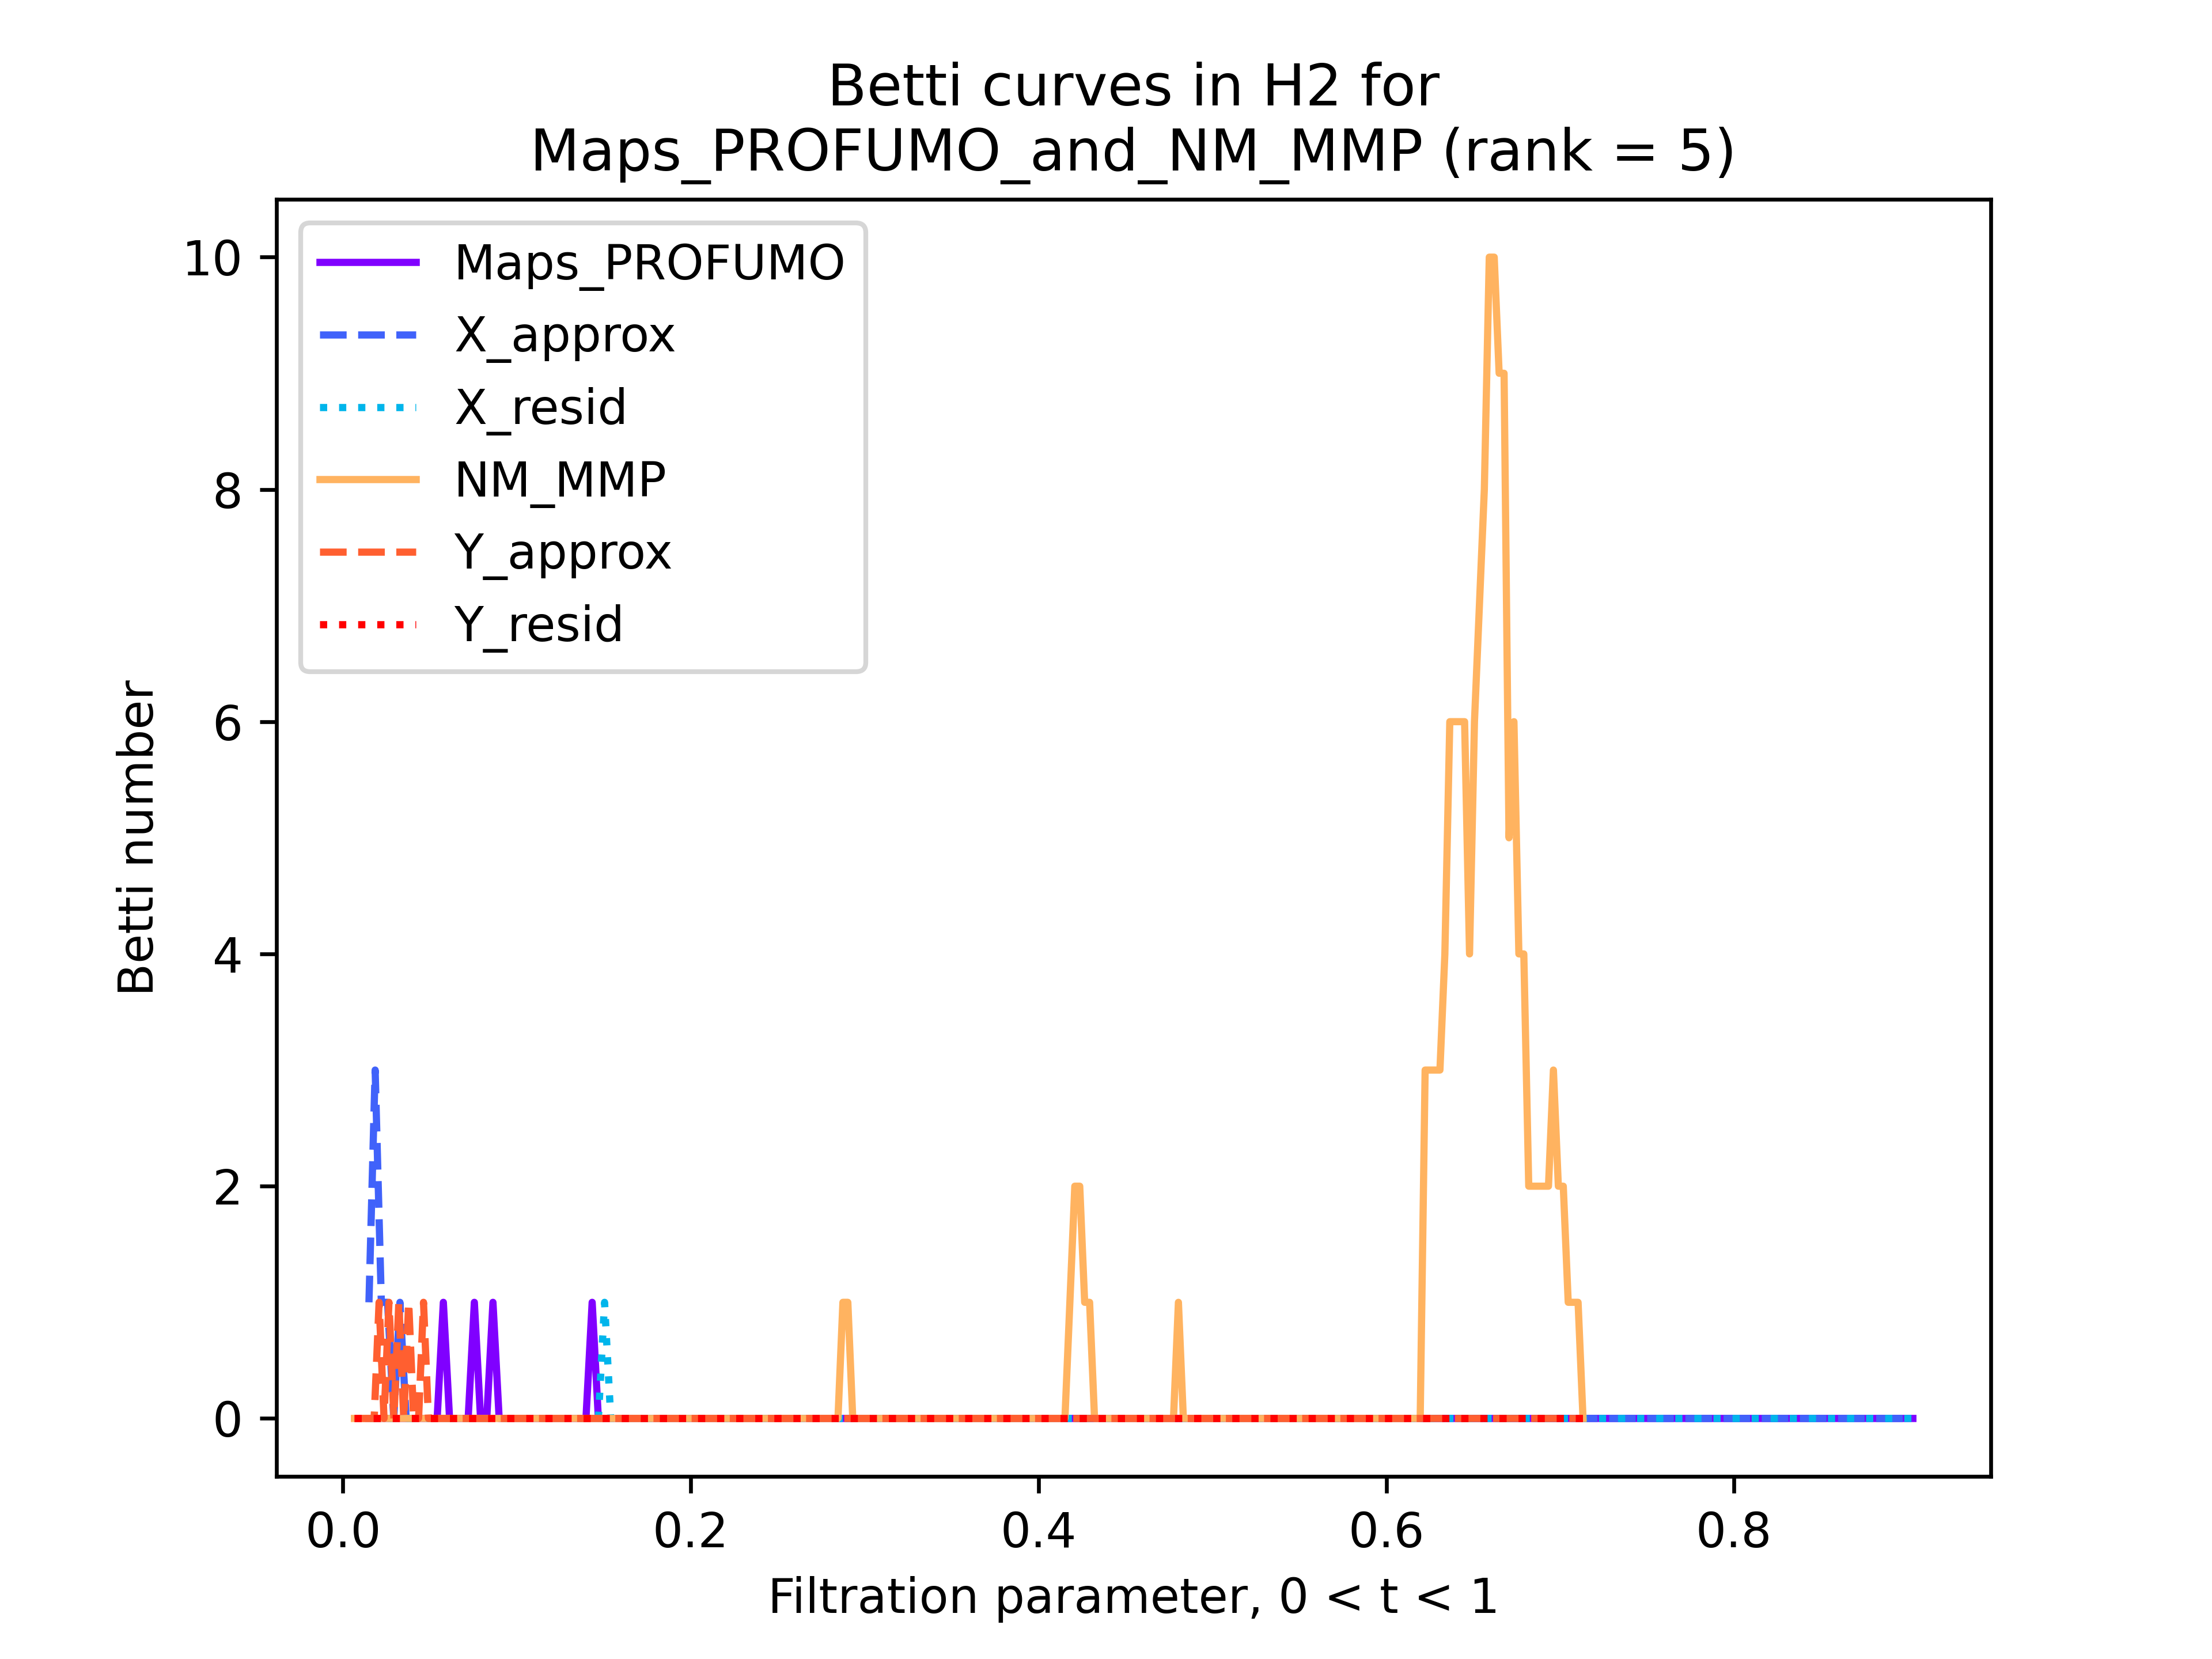 Betti curves in H2 for
Maps_PROFUMO_and_NM_MMP (rank = 5)
Maps_PROFUMO
X_approx
X_resid
NM_MMP
Y_approx
Y_resid
Betti number
10
8
6
4
2
0
0.0 0.2 0.4 0.6 0.8
Filtration parameter, 0 < t < 1